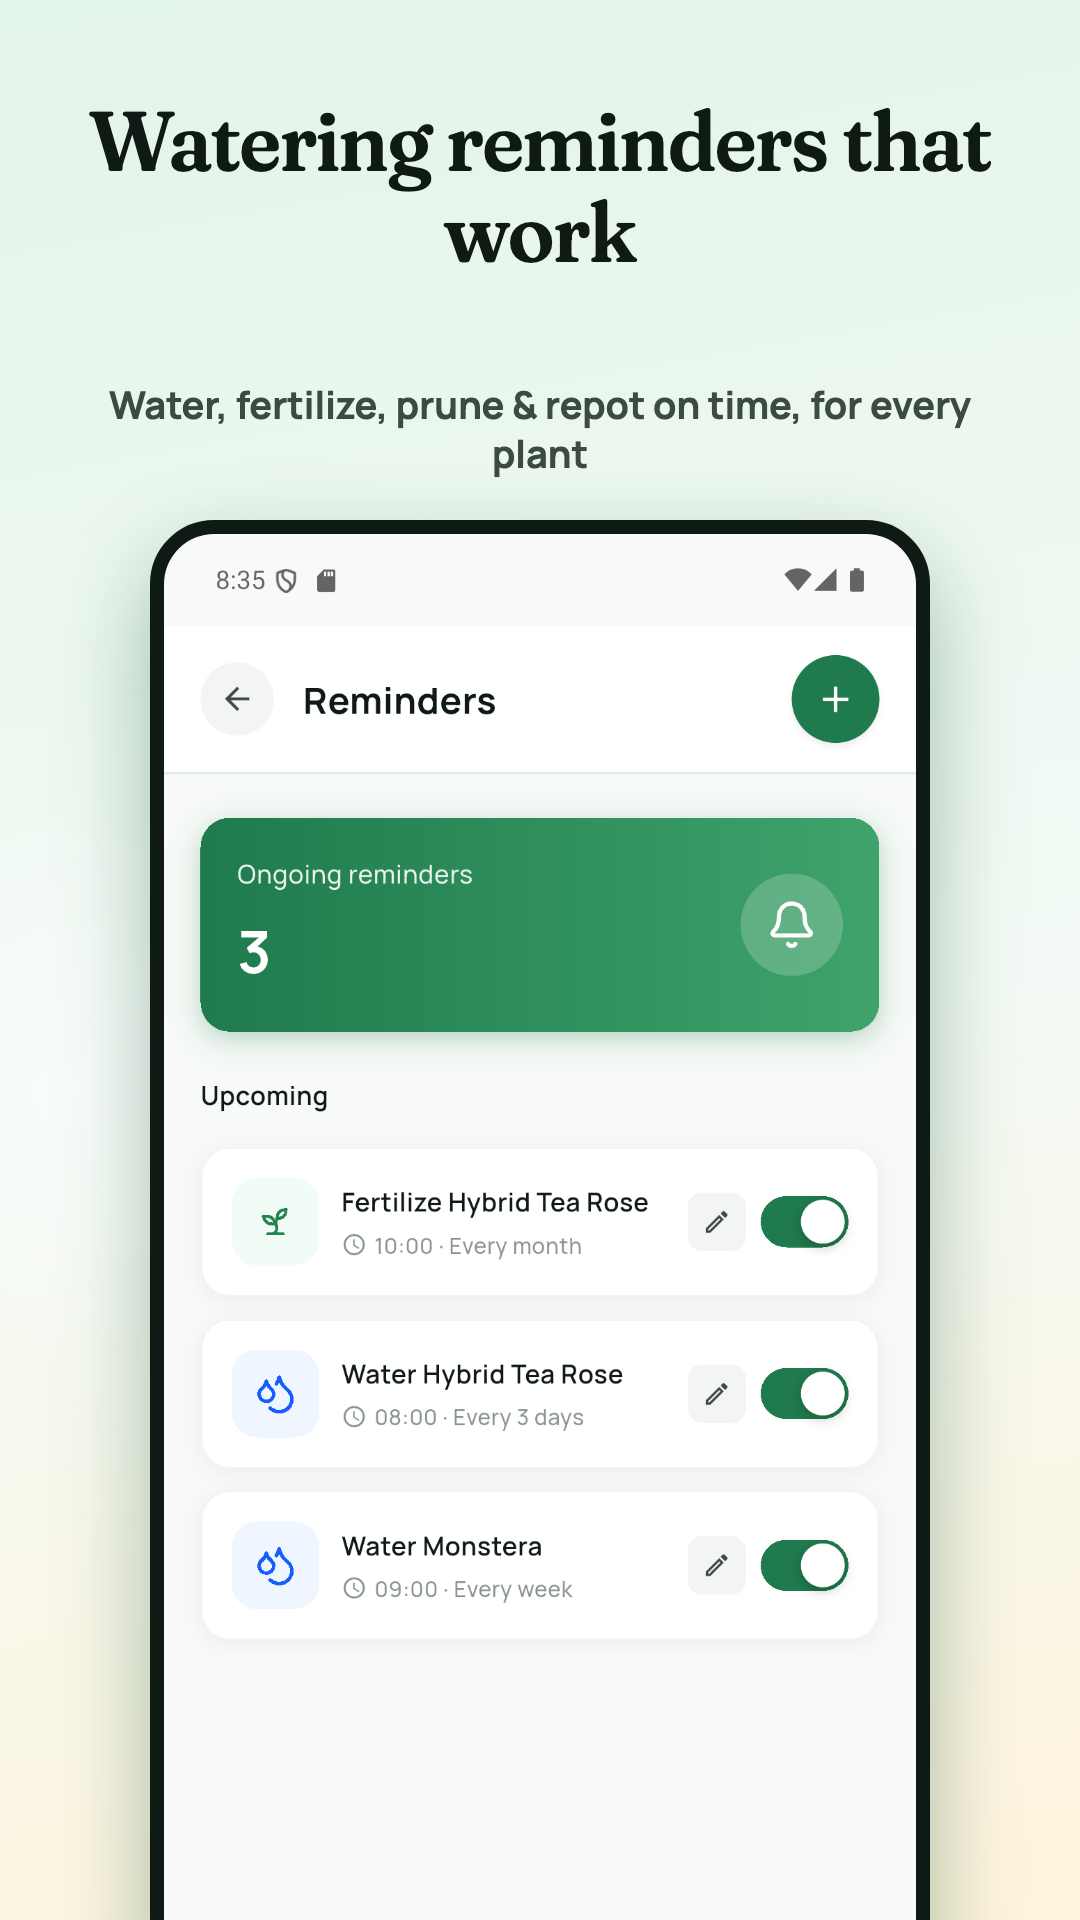 Watering reminders that
work
Water, fertilize, prune & repot on time, for every
plant
8:35
Reminders
Ongoing reminders
3
Upcoming
Fertilize Hybrid Tea Rose
10:00 · Every month
Water Hybrid Tea Rose
08:00 · Every 3 days
Water Monstera
09:00 · Every week